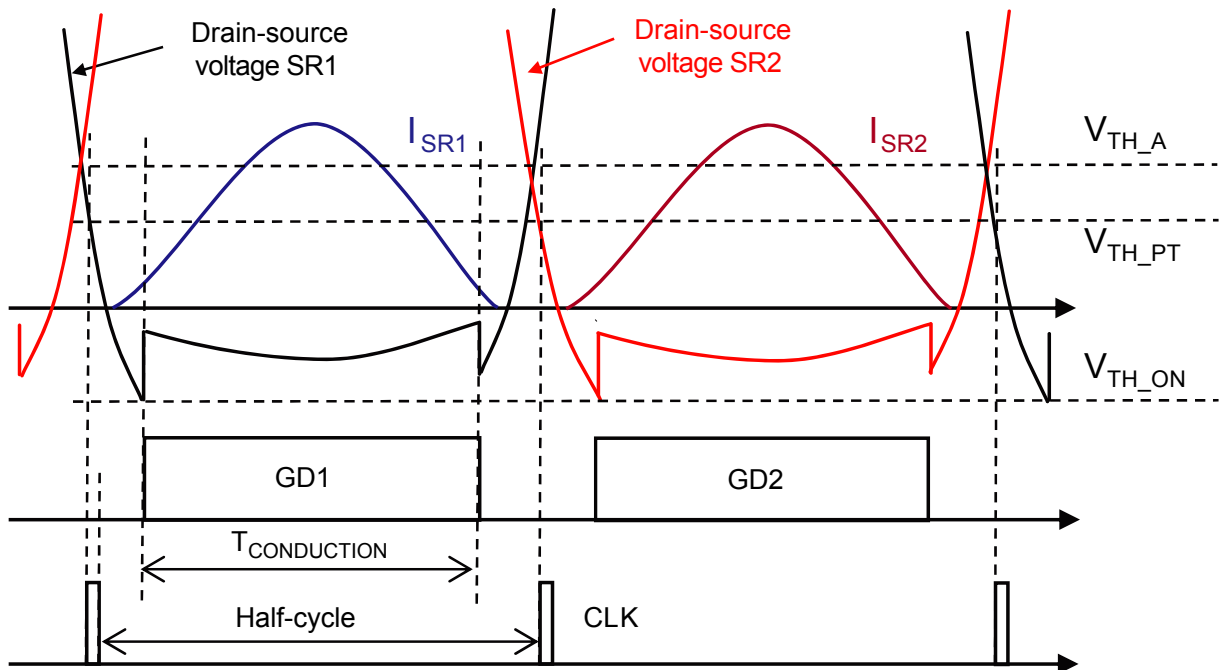 Drain-source
voltage SR1
Drain-source
voltage SR2
I_SR1
I_SR2
V_TH_A
V_TH_PT
V_TH_ON
GD1
GD2
T_CONDUCTION
Half-cycle
CLK